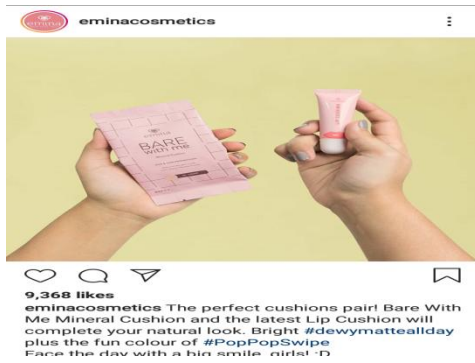 emina
eminacosmetics
BARE
with me
9,368 likes
eminacosmetics The perfect cushions pair! Bare With
Me Mineral Cushion and the latest Lip Cushion will
complete your natural look. Bright #dewymatteallday
plus the fun colour of #PopPopSwipe
Face the day with a big smile, girls! :D